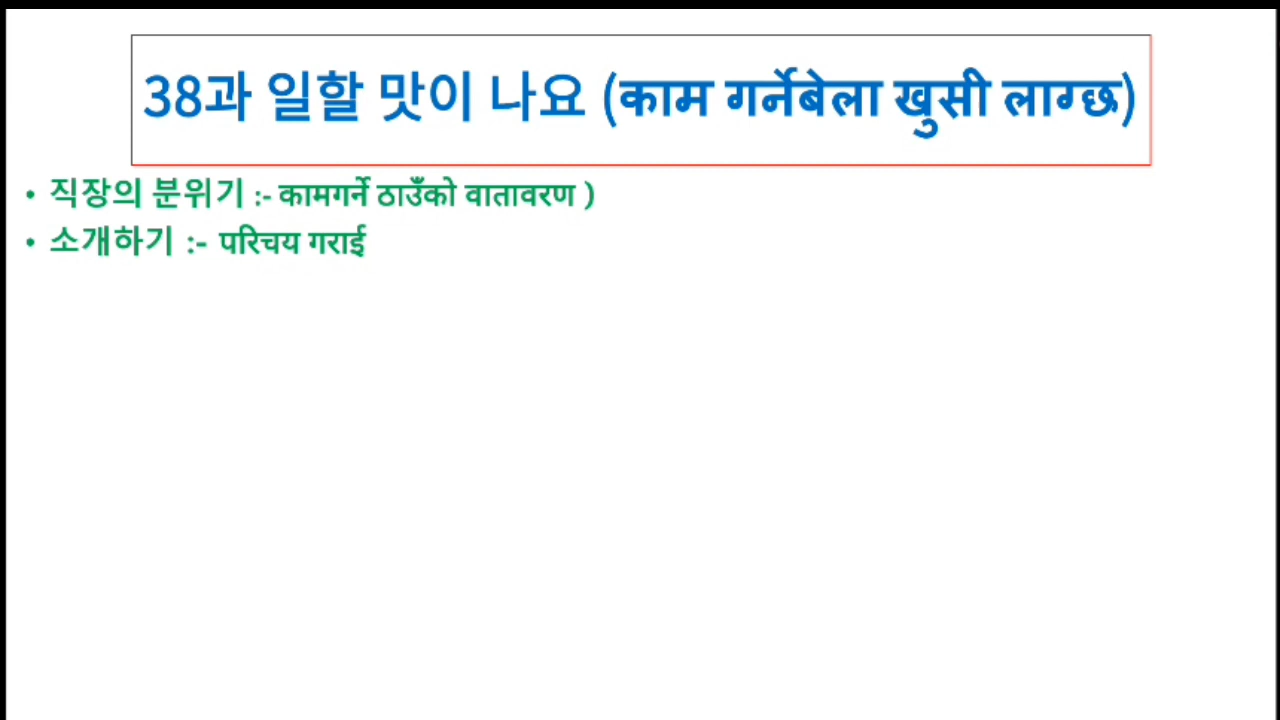 38과 일할 맛이 나요 (काम गर्नेबेला खुसी लाग्छ)
• 직장의 분위기 :- कामगर्ने ठाउँको वातावरण )
• 소개하기 :- परिचय गराई